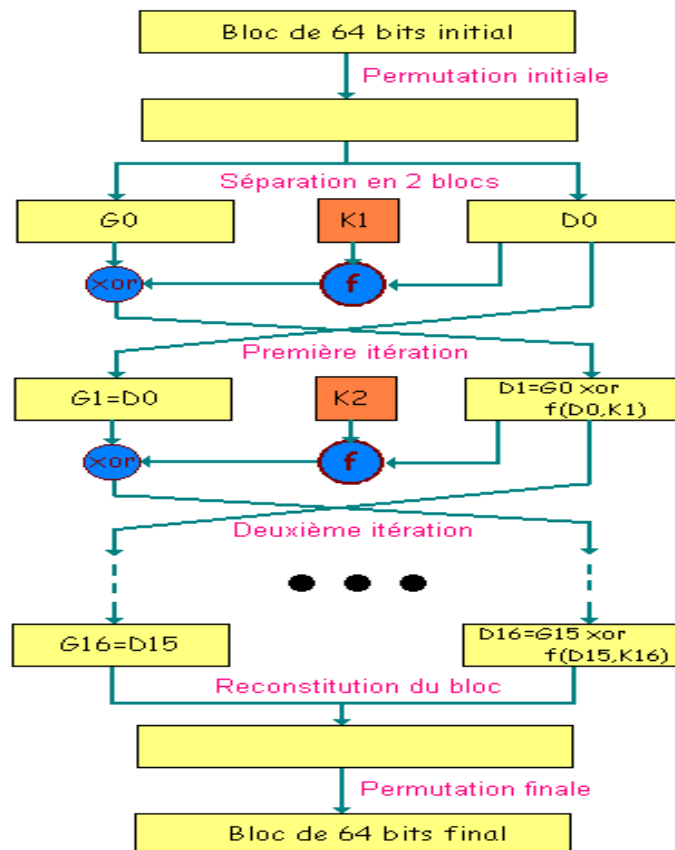 Bloc de 64 bits initial
Permutation initiale
Séparation en 2 blocs
G0
K1
D0
xor
f
Première itération
G1=D0
K2
D1=G0 xor
f(D0,K1)
xor
f
Deuxième itération
G16=D15
D16=G15 xor
f(D15,K16)
Reconstitution du bloc
Permutation finale
Bloc de 64 bits final